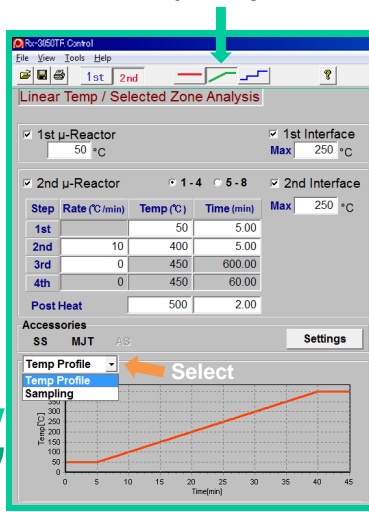 Rx-3050TR Control
File View Tools Help
1st 2nd ?
Linear Temp / Selected Zone Analysis
1st μ-Reactor 1st Interface
50 °C Max 250 °C
2nd μ-Reactor 1 - 4 5 - 8 2nd Interface
Max 250 °C
Step Rate (℃/min) Temp (℃) Time (min)
1st 50 5.00
2nd 10 400 5.00
3rd 0 450 600.00
4th 0 450 60.00
Post Heat 500 2.00
Accessories
SS MJT AS Settings
Temp Profile Select
Temp Profile
Sampling
350
300
250
200
150
100
50
0
Temp[C]
0 5 10 15 20 25 30 35 40 45
Time[min]